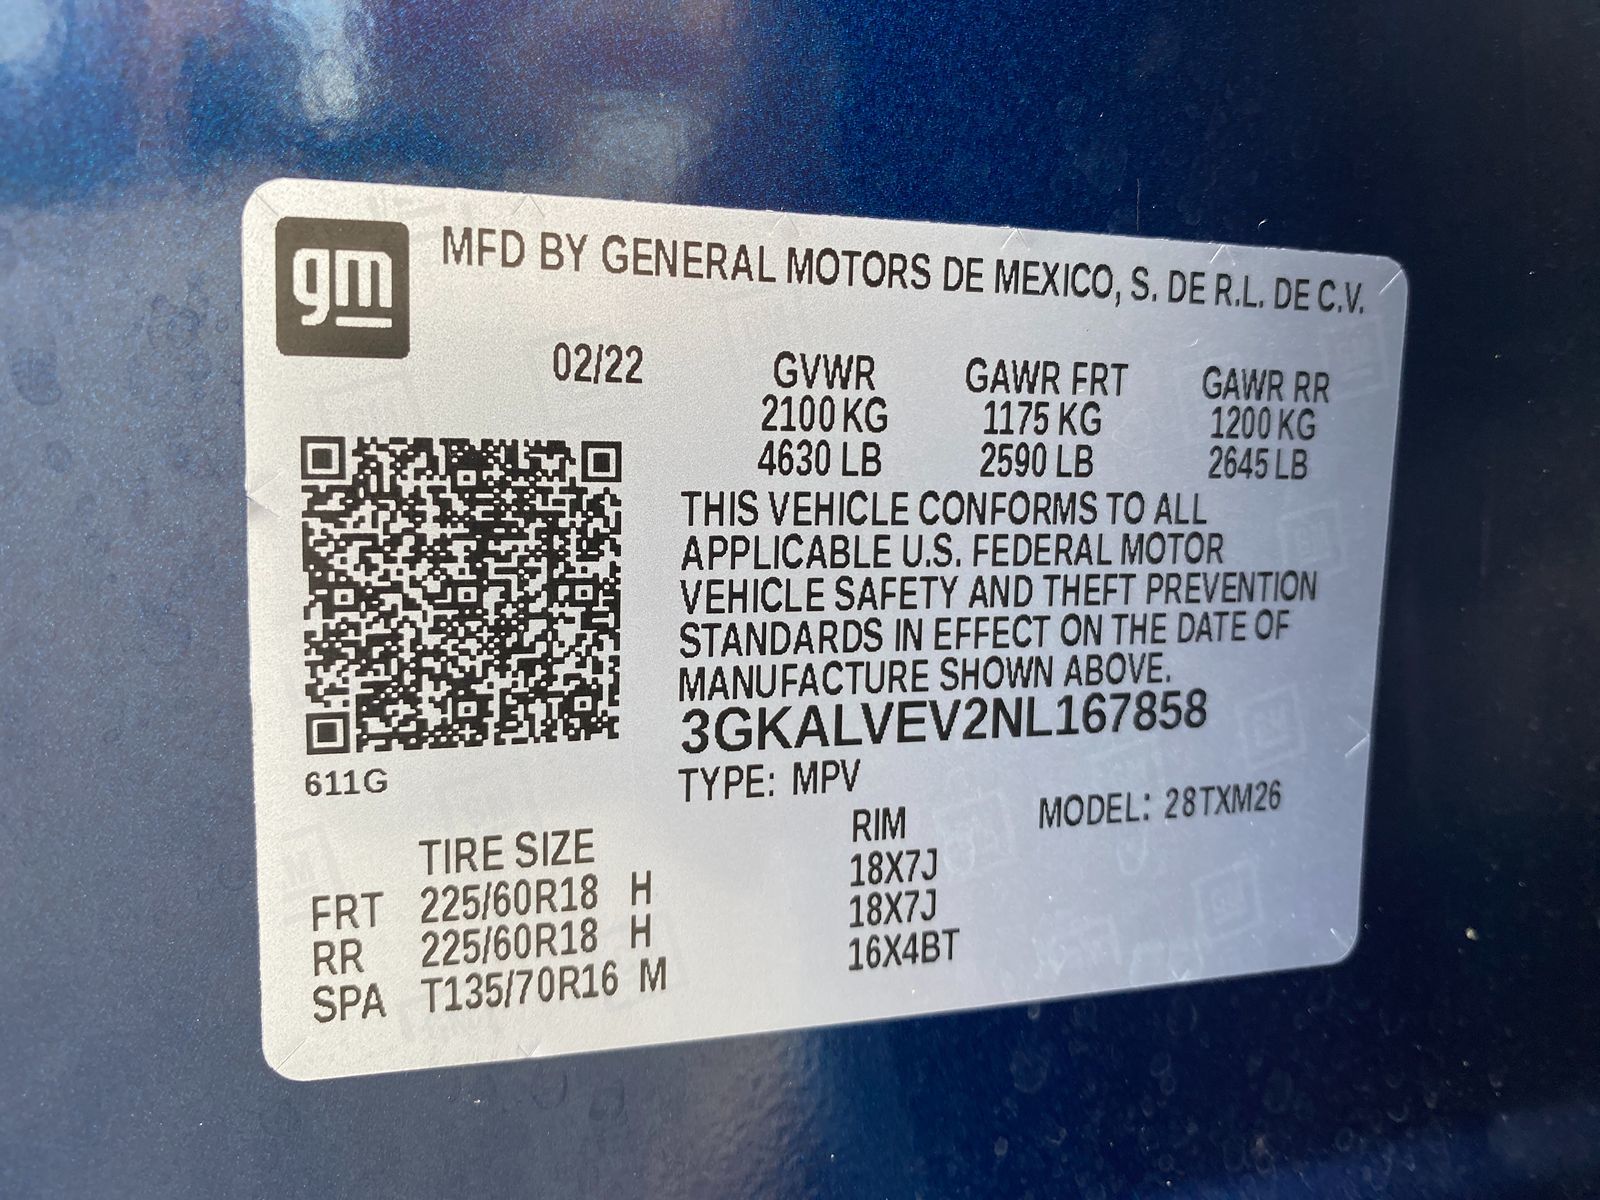 gm
MFD BY GENERAL MOTORS DE MEXICO, S. DE R.L. DE C.V.
02/22
GVWR GAWR FRT GAWR RR
2100 KG 1175 KG 1200 KG
4630 LB 2590 LB 2645 LB
THIS VEHICLE CONFORMS TO ALL
APPLICABLE U.S. FEDERAL MOTOR
VEHICLE SAFETY AND THEFT PREVENTION
STANDARDS IN EFFECT ON THE DATE OF
MANUFACTURE SHOWN ABOVE.
3GKALVEV2NL167858
611G
TYPE: MPV MODEL: 28TXM26
TIRE SIZE RIM
FRT 225/60R18 H 18X7J
RR 225/60R18 H 18X7J
SPA T135/70R16 M 16X4BT